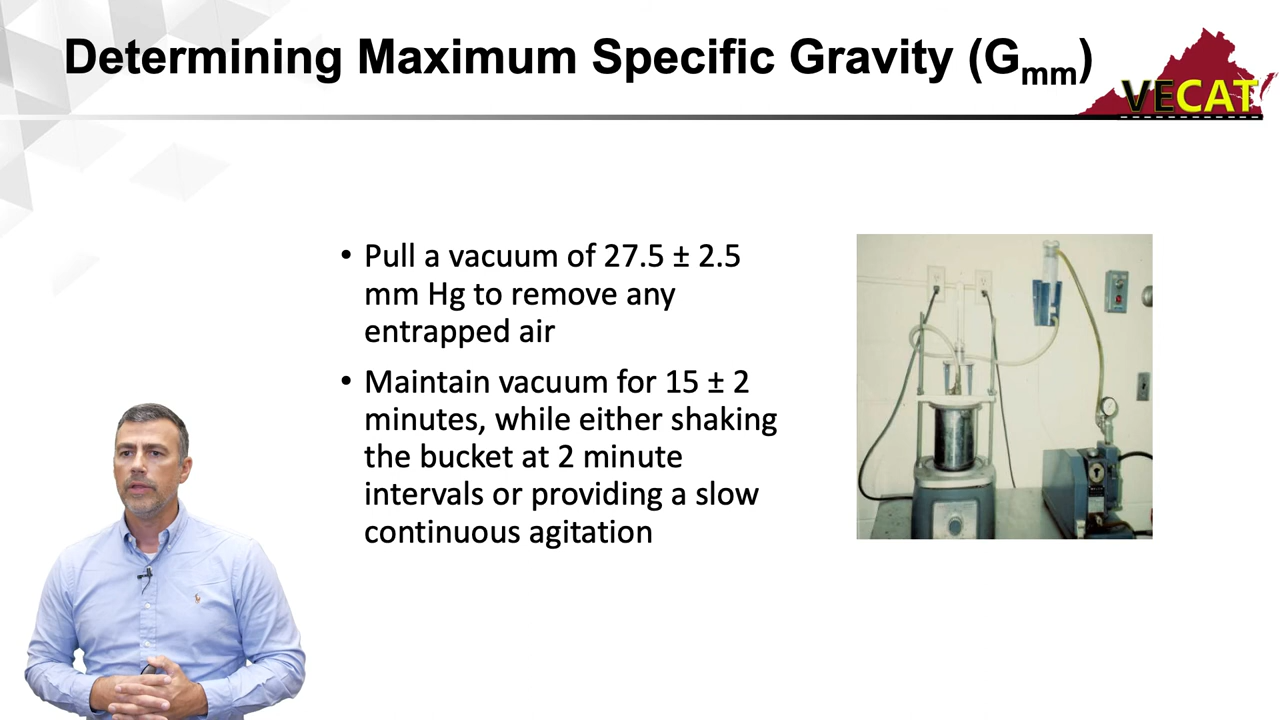 Determining Maximum Specific Gravity (Gmm)
VECAT
• Pull a vacuum of 27.5 ± 2.5
mm Hg to remove any
entrapped air
• Maintain vacuum for 15 ± 2
minutes, while either shaking
the bucket at 2 minute
intervals or providing a slow
continuous agitation